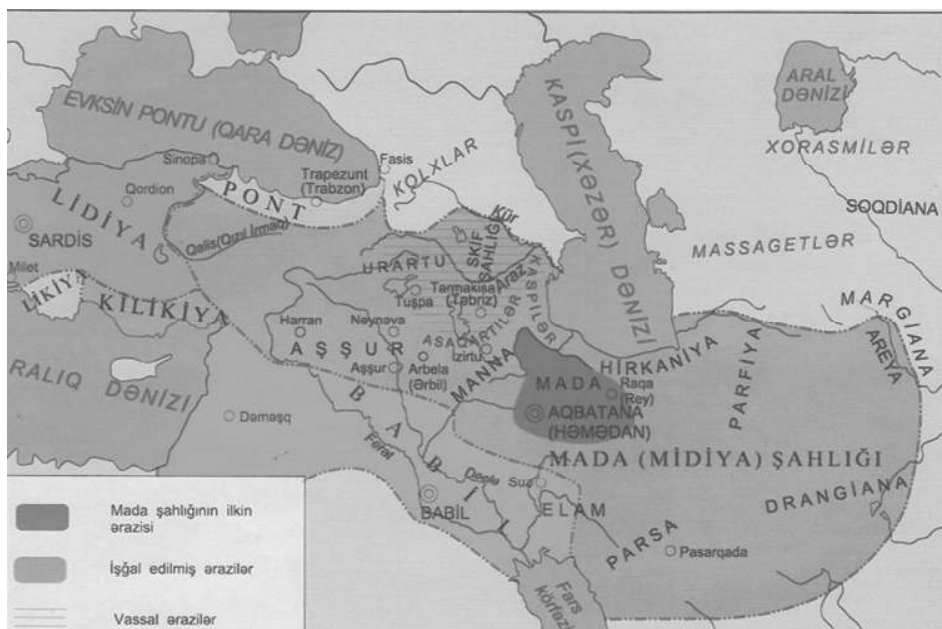 EVKSİN PONTU (QARA DƏNİZ)
KASPİ (XƏZƏR) DƏNİZİ
ARAL
DƏNİZİ
XORASMİLƏR
SOQDİANA
MASSAGETLƏR
MARGİANA
AREYA
Sinopa
Fasis
KOLXLAR
Trapezunt
(Trabzon)
PONT
Qordion
LİDİYA
SARDİS
Qalis(Qızıl İrmaq)
Milet
LİKİYA
KİLİKİYA
URARTU
Tuşpa
SKİF
ŞAHLIĞI
Kür
Araz
KASPİLƏR
Tarmakisa
(Təbriz)
ASAQARTİLƏR
İzirtu
MANNA
Harran
Neynəva
AŞŞUR
Aşşur
Arbela
(Ərbil)
MADA
Raqa
(Rey)
AQBATANA
(HƏMƏDAN)
HİRKANİYA
PARFİYA
MADA (MİDİYA) ŞAHLIĞI
DRANGİANA
RALIQ DƏNİZİ
Dəməşq
BABİL
Fərat
Dəclə
Suz
BABİL
ELAM
PARSA
Pasarqada
Fars
körfəzi
Mada şahlığının ilkin
ərazisi
İşğal edilmiş ərazilər
Vassal ərazilər